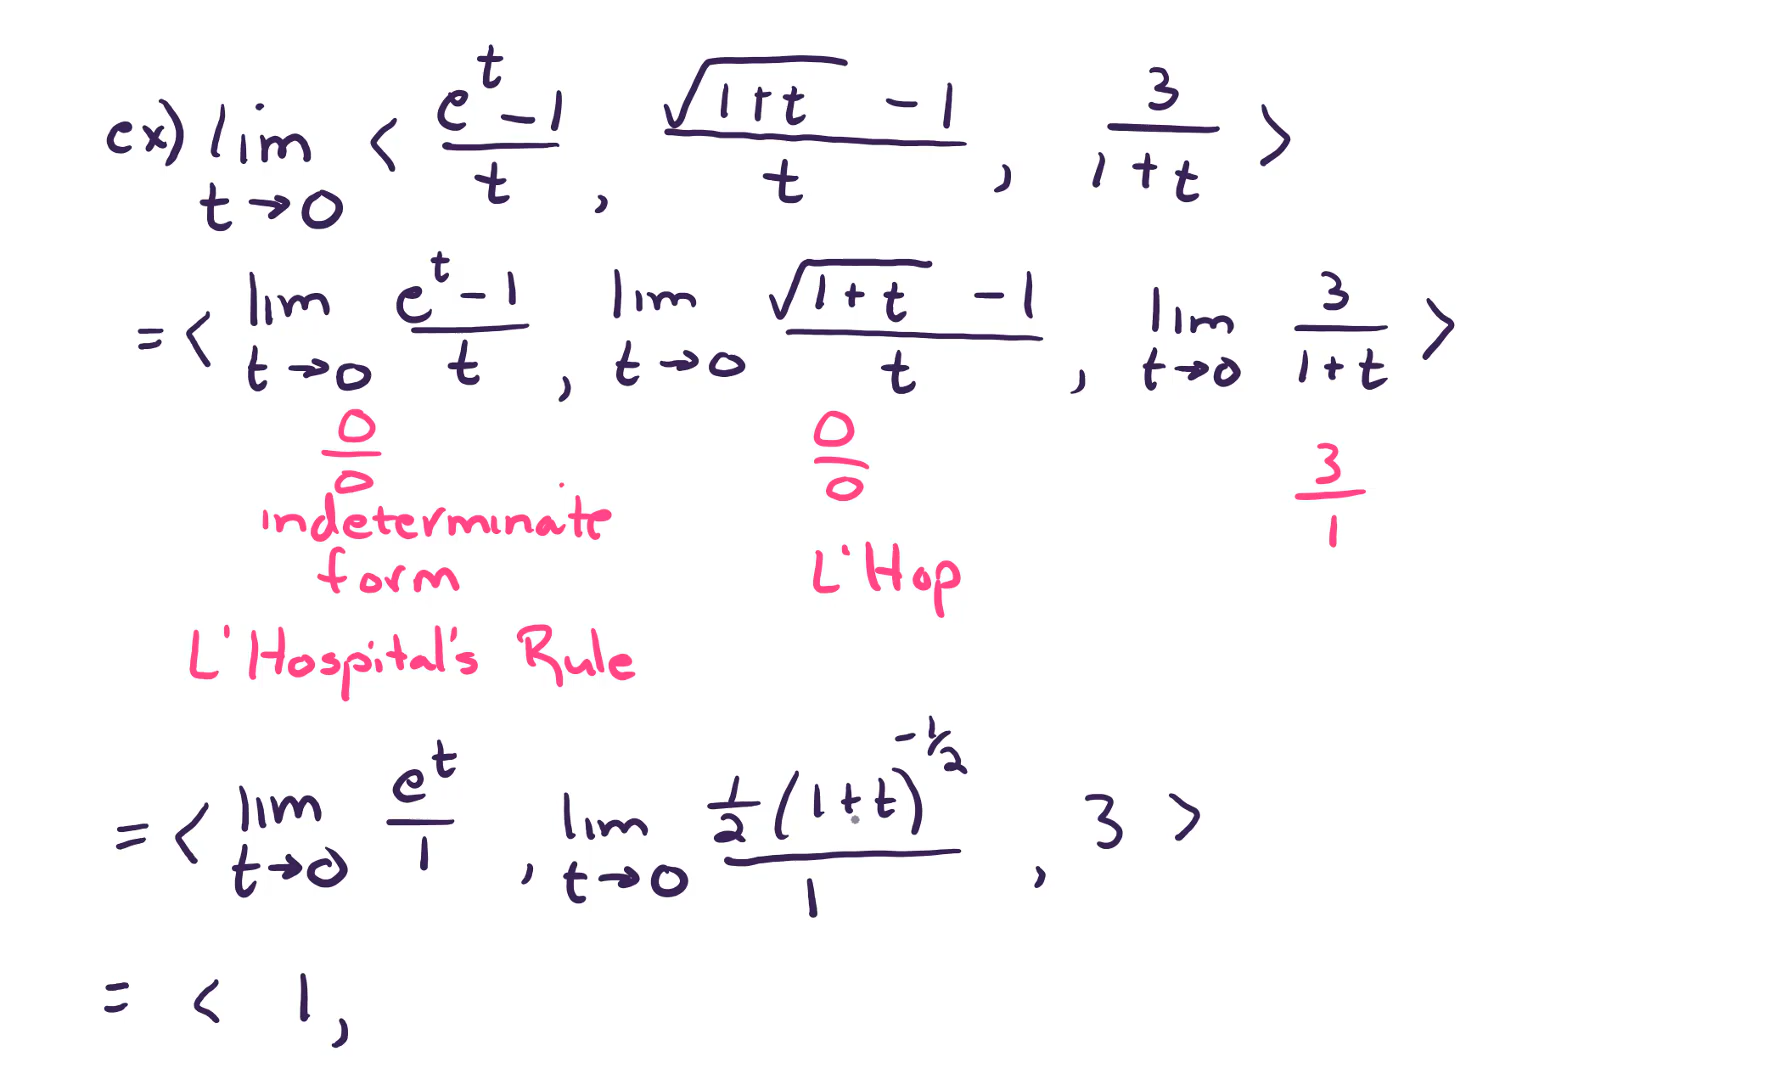 ex) lim t→0 < (e^t - 1)/t , (√(1+t) - 1)/t , 3/(1+t) >
= < lim t→0 (e^t - 1)/t , lim t→0 (√(1+t) - 1)/t , lim t→0 3/(1+t) >
0/0 0/0 3/1
indeterminate
form L'Hop
L'Hospital's Rule
= < lim t→0 e^t/1 , lim t→0 (1/2 (1+t)^(-1/2))/1 , 3 >
= < 1,